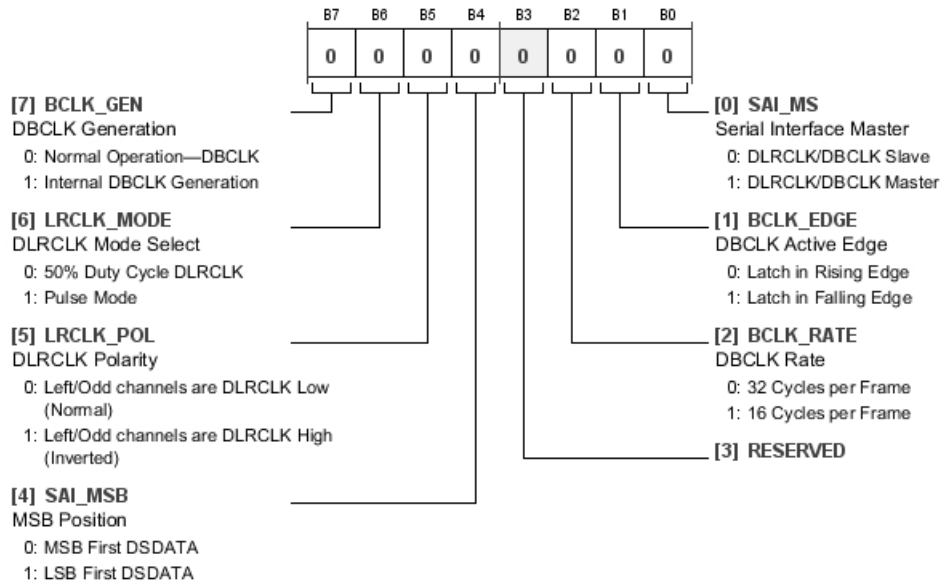 B7 B6 B5 B4 B3 B2 B1 B0
0 0 0 0 0 0 0 0
[7] BCLK_GEN
DBCLK Generation
0: Normal Operation—DBCLK
1: Internal DBCLK Generation
[6] LRCLK_MODE
DLRCLK Mode Select
0: 50% Duty Cycle DLRCLK
1: Pulse Mode
[5] LRCLK_POL
DLRCLK Polarity
0: Left/Odd channels are DLRCLK Low
(Normal)
1: Left/Odd channels are DLRCLK High
(Inverted)
[4] SAI_MSB
MSB Position
0: MSB First DSDATA
1: LSB First DSDATA
[0] SAI_MS
Serial Interface Master
0: DLRCLK/DBCLK Slave
1: DLRCLK/DBCLK Master
[1] BCLK_EDGE
DBCLK Active Edge
0: Latch in Rising Edge
1: Latch in Falling Edge
[2] BCLK_RATE
DBCLK Rate
0: 32 Cycles per Frame
1: 16 Cycles per Frame
[3] RESERVED